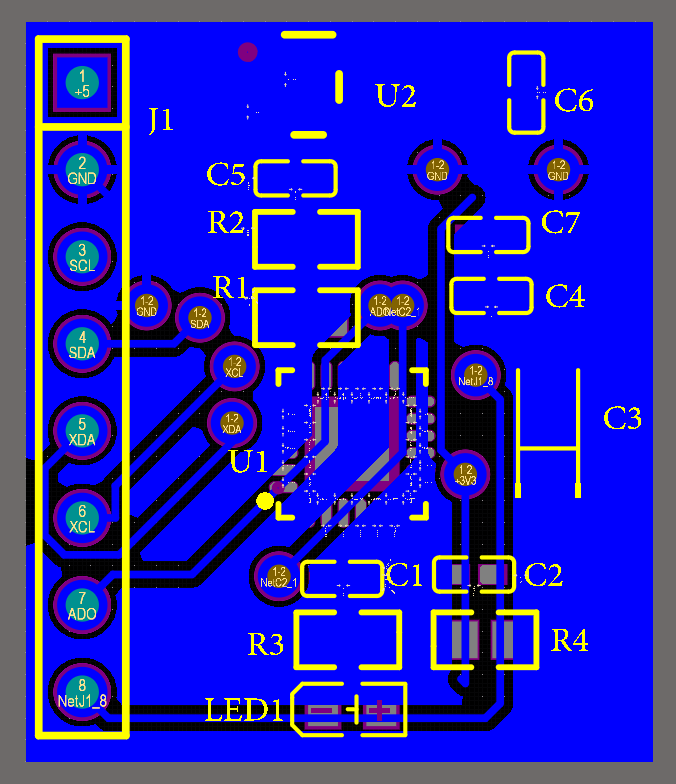 1
+5
J1
U2
C6
2
GND
C5
1-2
GND
1-2
GND
R2
C7
3
SCL
R1
C4
1-2
GND
1-2
SDA
1-2
ADO
1-2
NetC2_1
4
SDA
1-2
XCL
1-2
NetJ1_8
C3
5
XDA
1-2
XDA
U1
1-2
+3V3
6
XCL
1-2
NetC2_1
C1
C2
7
ADO
R3
R4
8
NetJ1_8
LED1